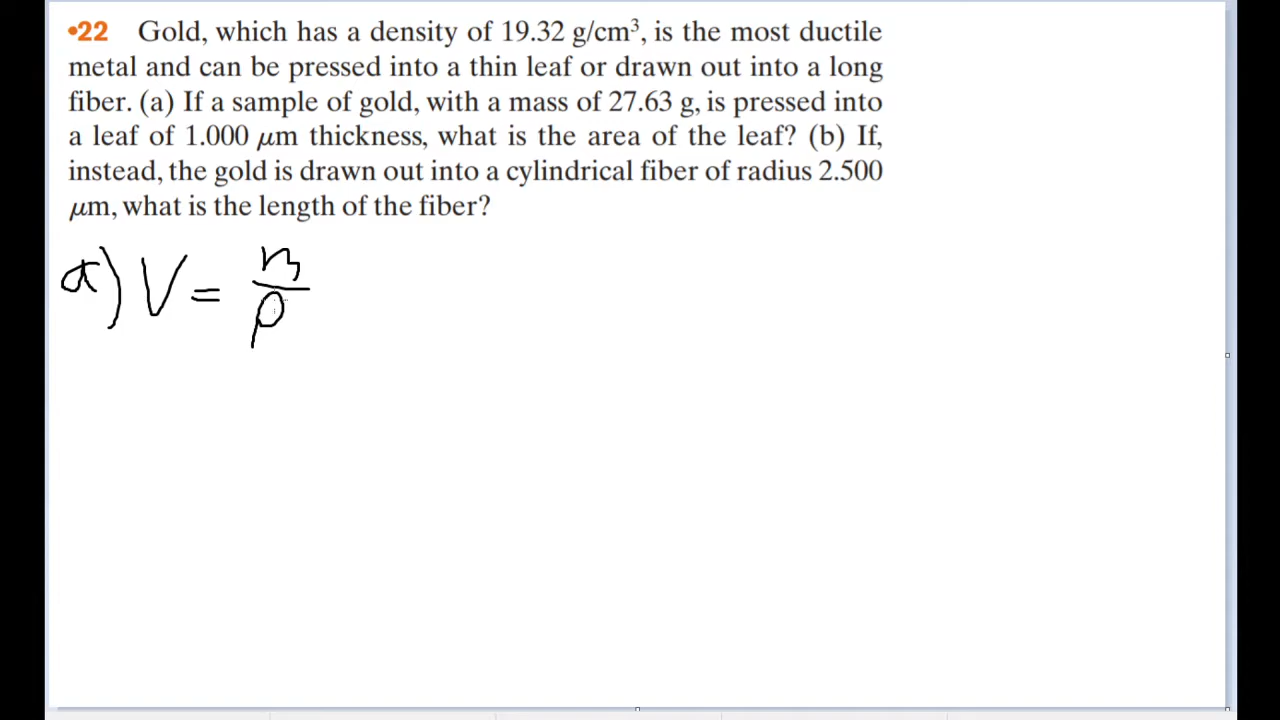 •22 Gold, which has a density of 19.32 g/cm³, is the most ductile
metal and can be pressed into a thin leaf or drawn out into a long
fiber. (a) If a sample of gold, with a mass of 27.63 g, is pressed into
a leaf of 1.000 μm thickness, what is the area of the leaf? (b) If,
instead, the gold is drawn out into a cylindrical fiber of radius 2.500
μm, what is the length of the fiber?
a) V = m/ρ